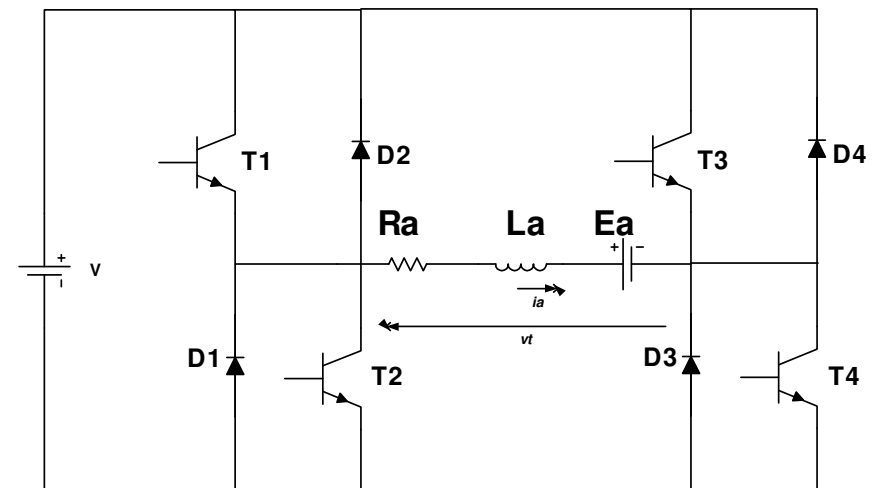 T1
D2
T3
D4
Ra
La
Ea
+
-
+
-
V
ia
vt
D1
T2
D3
T4